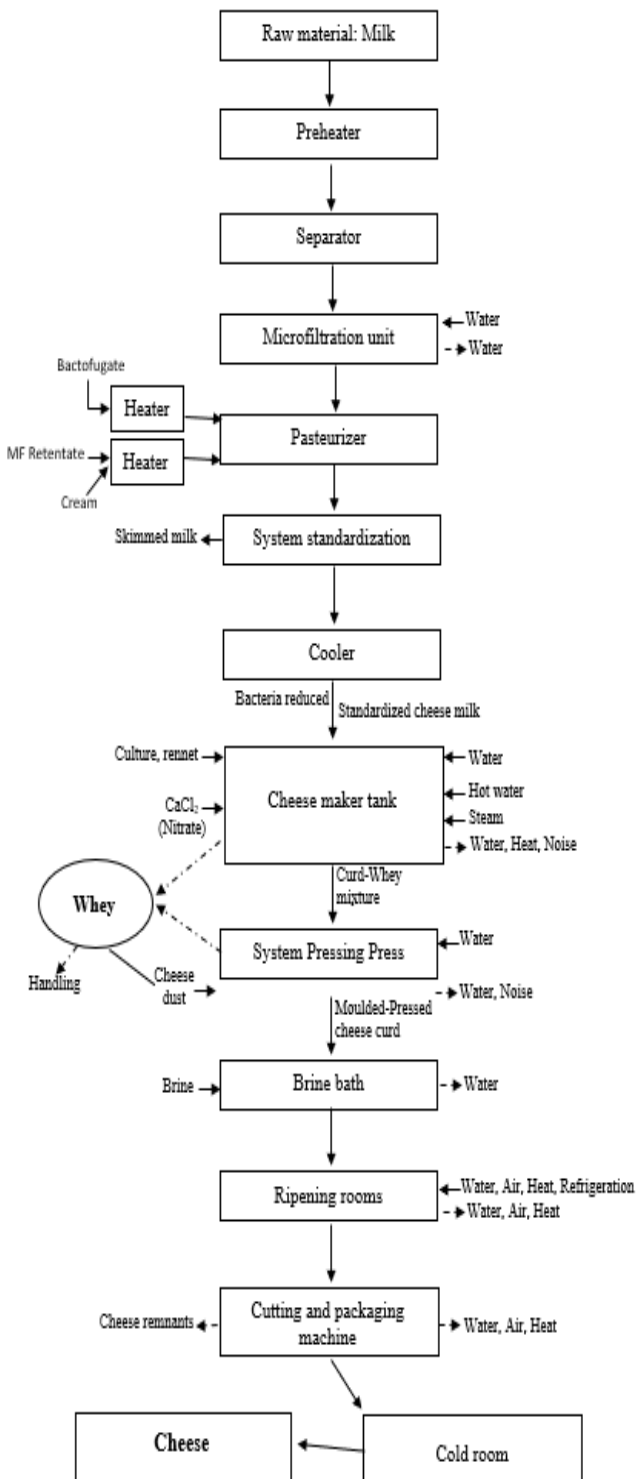 Raw material: Milk
Preheater
Separator
Microfiltration unit
Water
Water
Bactofugate
Heater
Pasteurizer
MF Retentate
Heater
Cream
Skimmed milk
System standardization
Cooler
Bacteria reduced
Standardized cheese milk
Culture, rennet
Water
Cheese maker tank
Hot water
CaCl₂
(Nitrate)
Steam
Water, Heat, Noise
Curd-Whey
mixture
Whey
System Pressing Press
Water
Handling
Cheese
dust
Water, Noise
Moulded-Pressed
cheese curd
Brine
Brine bath
Water
Ripening rooms
Water, Air, Heat, Refrigeration
Water, Air, Heat
Cheese remnants
Cutting and packaging
machine
Water, Air, Heat
Cheese
Cold room